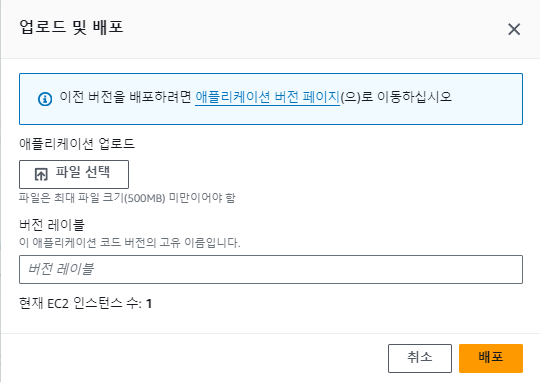 업로드 및 배포
이전 버전을 배포하려면 애플리케이션 버전 페이지(으)로 이동하십시오
애플리케이션 업로드
파일 선택
파일은 최대 파일 크기(500MB) 미만이어야 함
버전 레이블
이 애플리케이션 코드 버전의 고유 이름입니다.
버전 레이블
현재 EC2 인스턴스 수: 1
취소 배포